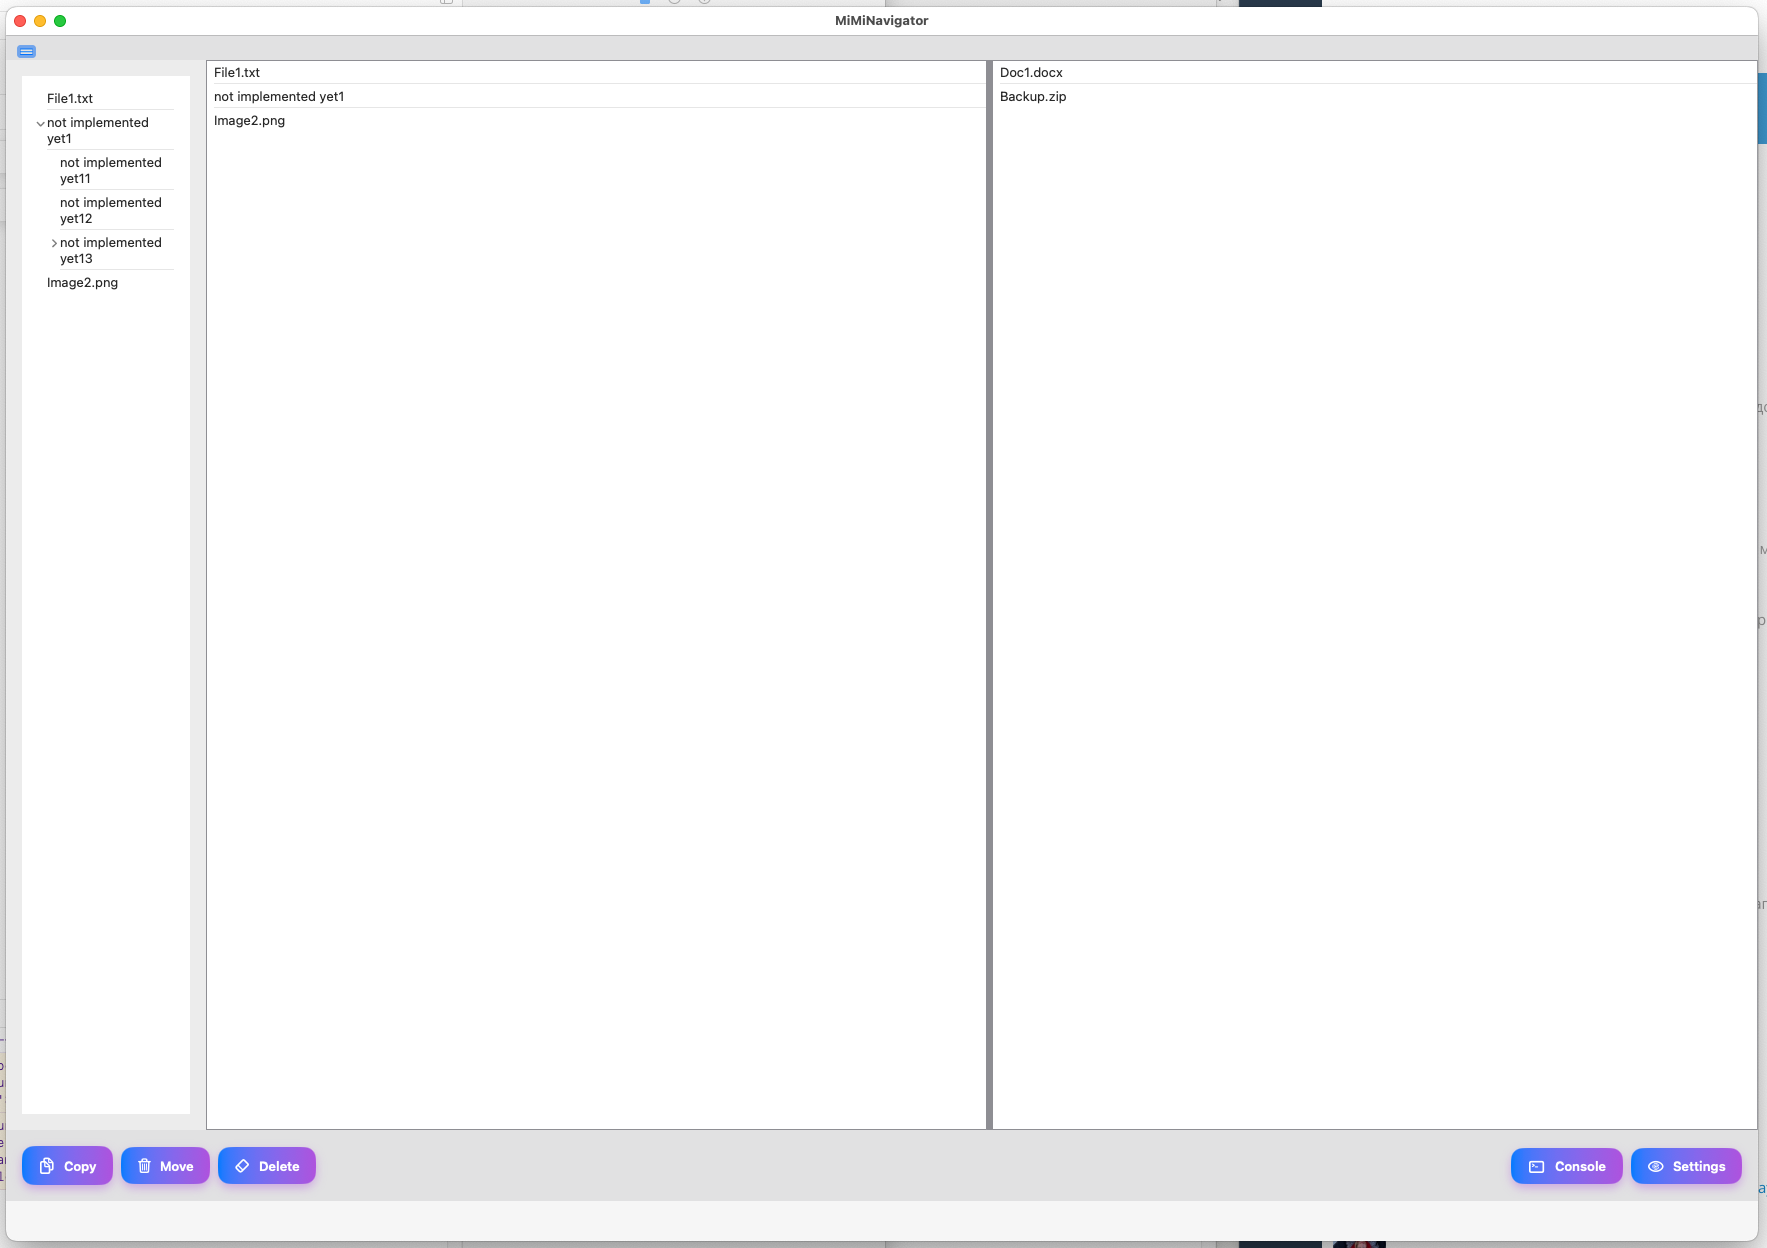 MiMiNavigator
File1.txt
not implemented
yet1
not implemented
yet11
not implemented
yet12
not implemented
yet13
Image2.png
File1.txt
not implemented yet1
Image2.png
Doc1.docx
Backup.zip
Copy
Move
Delete
Console
Settings